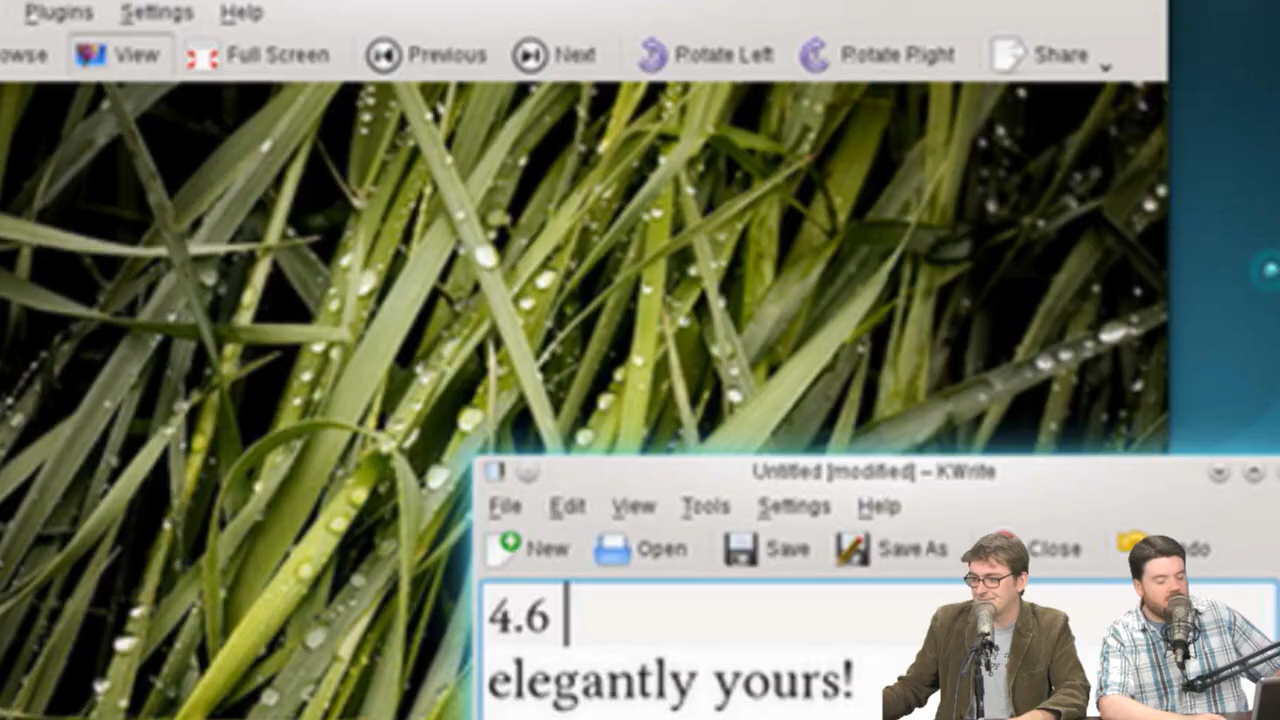 Plugins Settings Help
owse View Full Screen Previous Next Rotate Left Rotate Right Share
Untitled [modified] – KWrite
File Edit View Tools Settings Help
New Open Save Save As Close do
4.6
elegantly yours!